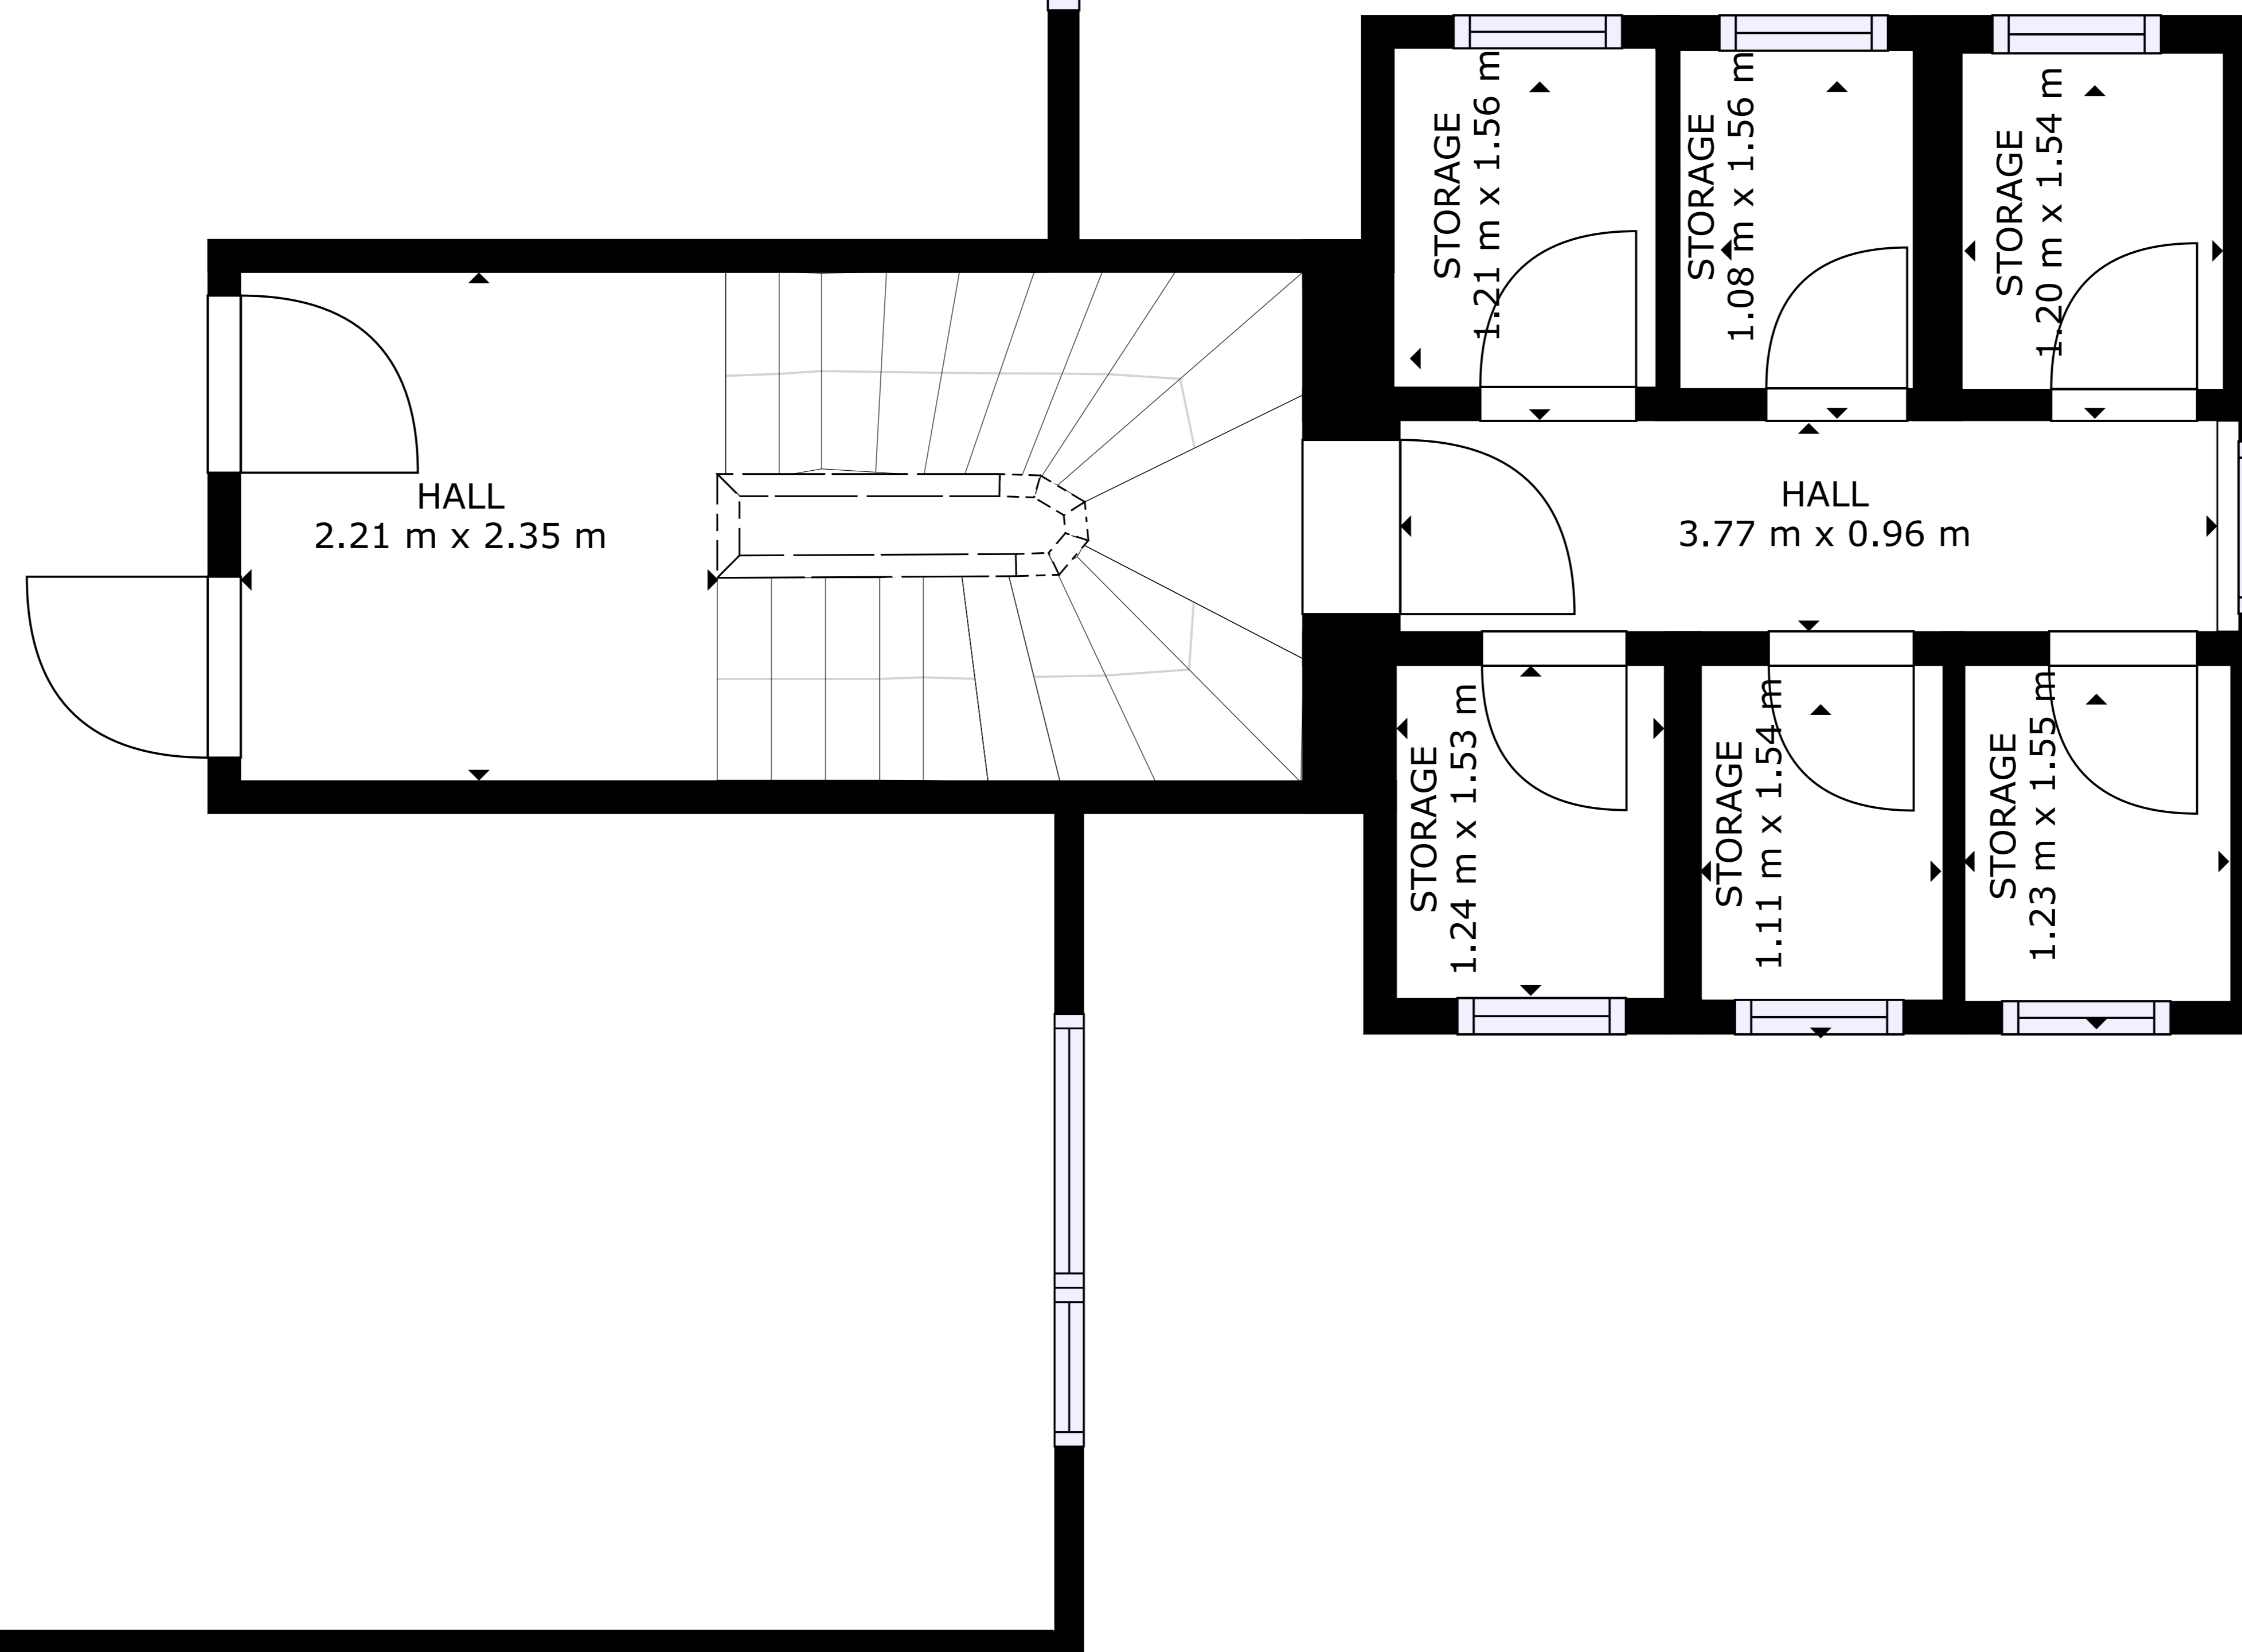 STORAGE
1.21 m x 1.56 m
STORAGE
1.08 m x 1.56 m
STORAGE
1.20 m x 1.54 m
HALL
2.21 m x 2.35 m
HALL
3.77 m x 0.96 m
STORAGE
1.24 m x 1.53 m
STORAGE
1.11 m x 1.54 m
STORAGE
1.23 m x 1.55 m